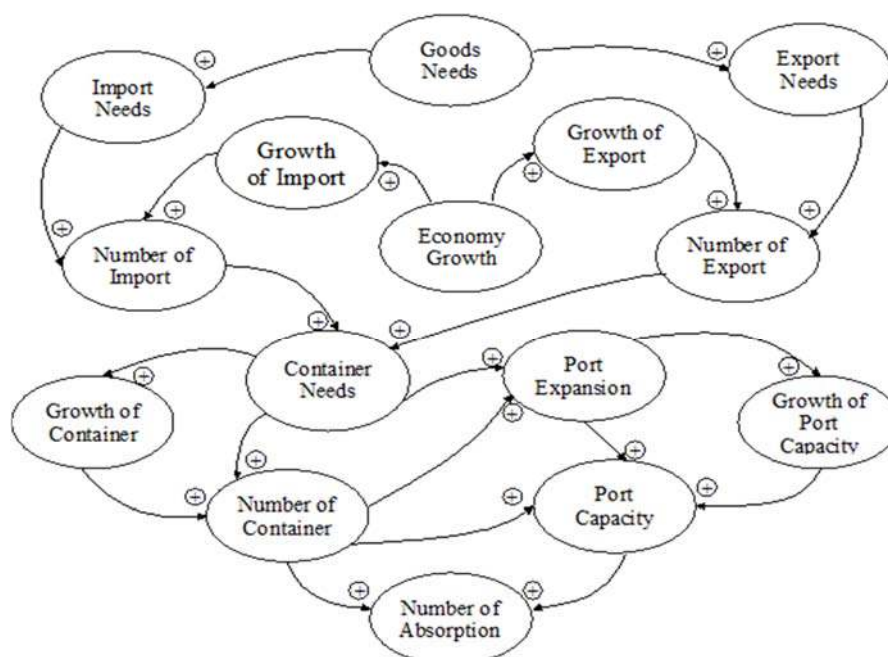 Goods
Needs
Import
Needs
Export
Needs
Growth
of Import
Growth of
Export
Economy
Growth
Number of
Import
Number of
Export
Container
Needs
Port
Expansion
Growth of
Container
Growth of
Port
Capacity
Number of
Container
Port
Capacity
Number of
Absorption